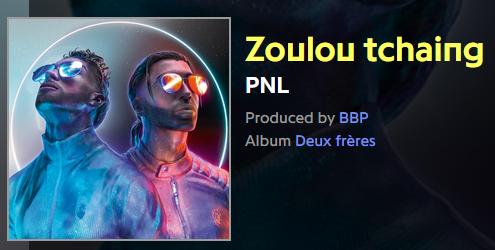 Zoulou tchaing
PNL
Produced by BBP
Album Deux frères